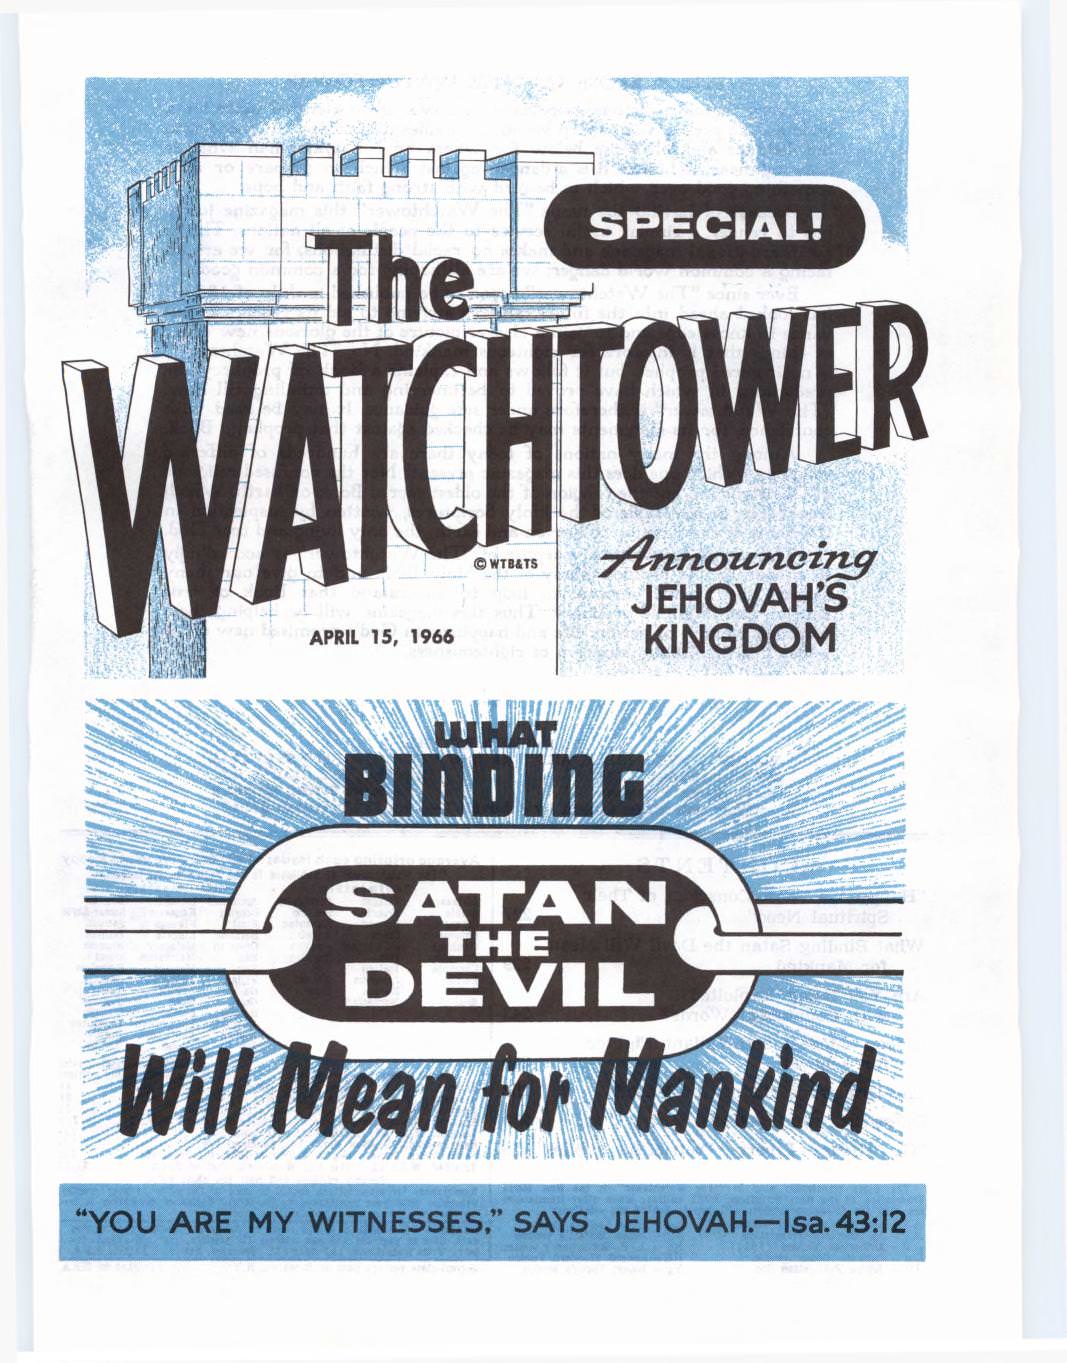 SPECIAL!
The
WATCHTOWER
©WTB&TS
Announcing
JEHOVAH'S
KINGDOM
APRIL 15, 1966
WHAT
BINDING
SATAN
THE
DEVIL
Will Mean for Mankind
"YOU ARE MY WITNESSES," SAYS JEHOVAH.—Isa. 43:12